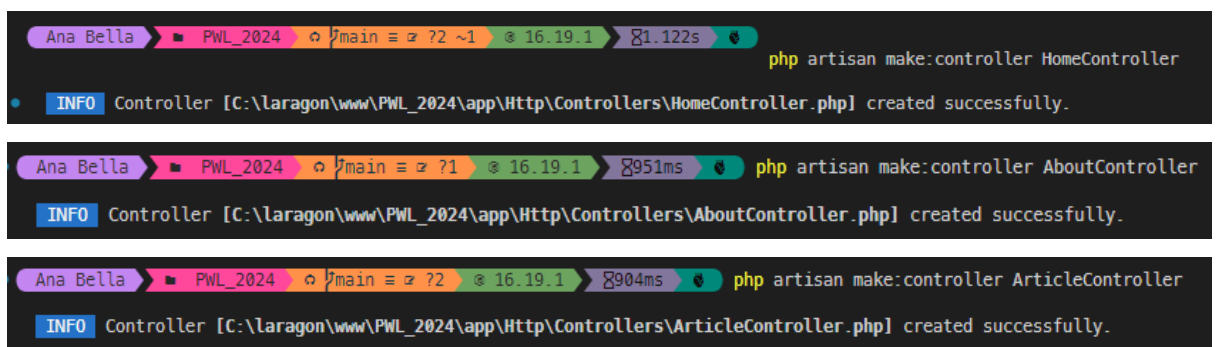 Ana Bella PWL_2024 main ≡ ?2 ~1 16.19.1 1.122s
php artisan make:controller HomeController
INFO Controller [C:\laragon\www\PWL_2024\app\Http\Controllers\HomeController.php] created successfully.
Ana Bella PWL_2024 main ≡ ?1 16.19.1 951ms php artisan make:controller AboutController
INFO Controller [C:\laragon\www\PWL_2024\app\Http\Controllers\AboutController.php] created successfully.
Ana Bella PWL_2024 main ≡ ?2 16.19.1 904ms php artisan make:controller ArticleController
INFO Controller [C:\laragon\www\PWL_2024\app\Http\Controllers\ArticleController.php] created successfully.